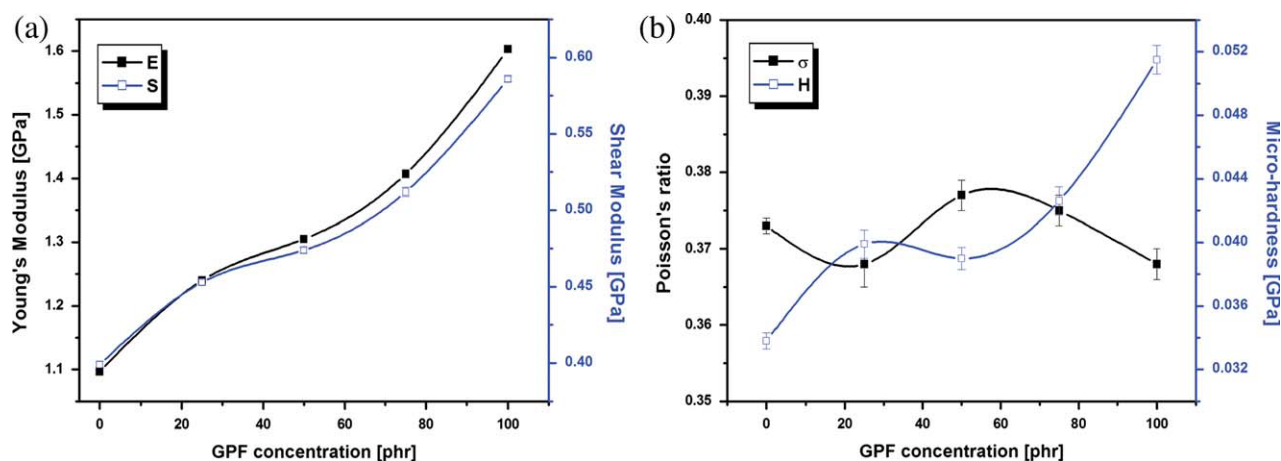 (a)
E
S
Young's Modulus [GPa]
1.6
1.5
1.4
1.3
1.2
1.1
0.60
0.55
0.50
0.45
0.40
Shear Modulus [GPa]
0 20 40 60 80 100
GPF concentration [phr]
(b)
σ
H
Poisson's ratio
0.40
0.39
0.38
0.37
0.36
0.35
0.052
0.048
0.044
0.040
0.036
0.032
Micro-hardness [GPa]
0 20 40 60 80 100
GPF concentration [phr]